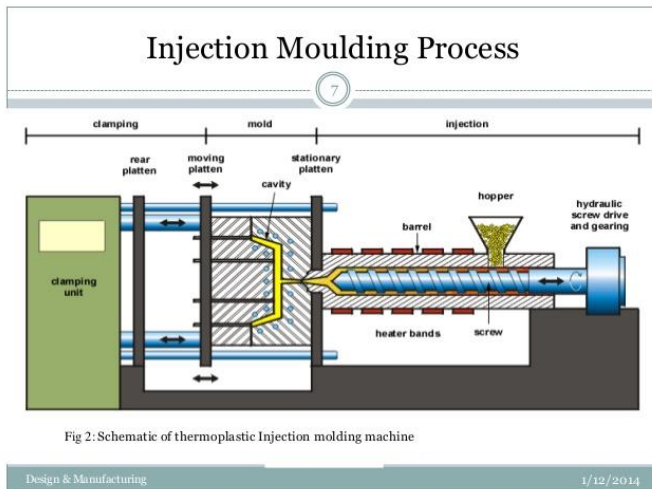 Injection Moulding Process
7
clamping mold injection
rear
platten
moving
platten
stationary
platten
cavity
hopper
barrel
hydraulic
screw drive
and gearing
clamping
unit
heater bands
screw
Fig 2: Schematic of thermoplastic Injection molding machine
Design & Manufacturing
1/12/2014